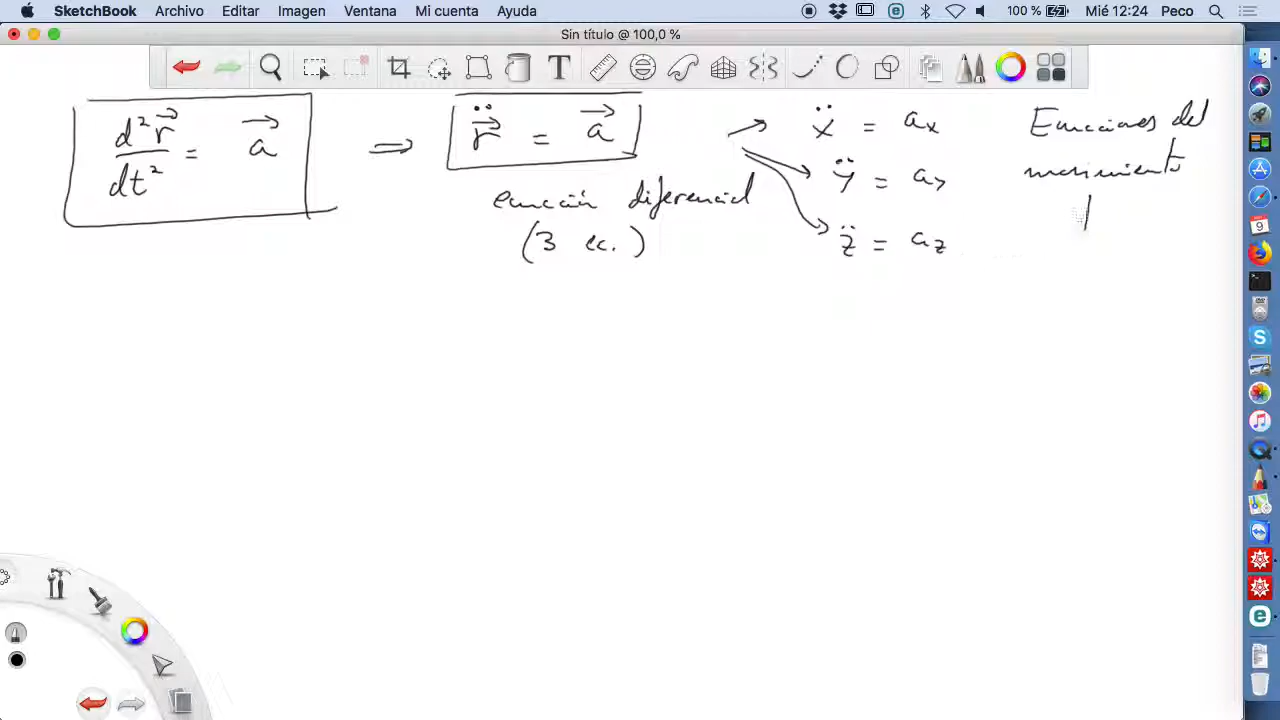 SketchBook Archivo Editar Imagen Ventana Mi cuenta Ayuda 100 % Mié 12:24 Peco
Sin título @ 100,0 %
d²r⃗/dt² = a⃗ ⇒ r̈⃗ = a⃗
ecuación diferencial
(3 ec.)
ẍ = aₓ
ÿ = a_y
z̈ = a_z
Ecuaciones del
movimiento